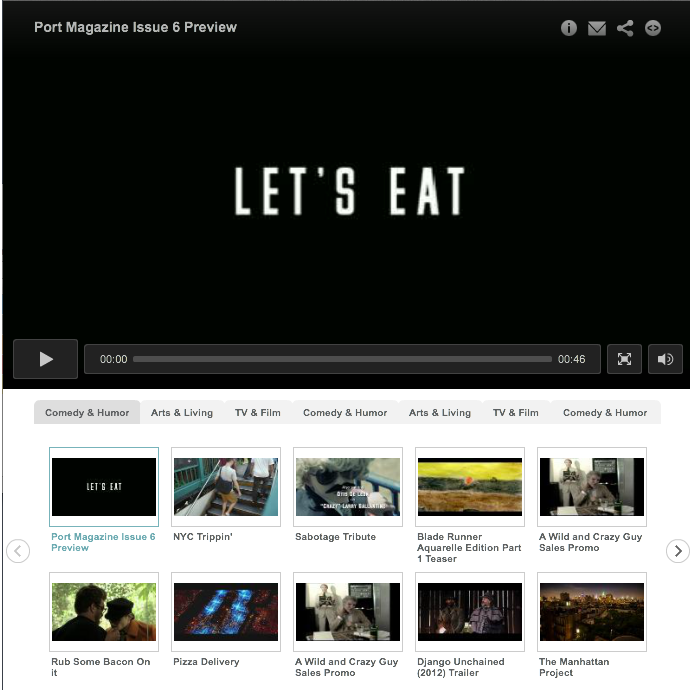 Port Magazine Issue 6 Preview
LET'S EAT
00:00
00:46
Comedy & Humor
Arts & Living
TV & Film
Comedy & Humor
Arts & Living
TV & Film
Comedy & Humor
LET'S EAT
Port Magazine Issue 6
Preview
NYC Trippin'
Sabotage Tribute
Blade Runner
Aquarelle Edition Part
1 Teaser
A Wild and Crazy Guy
Sales Promo
Rub Some Bacon On
it
Pizza Delivery
A Wild and Crazy Guy
Sales Promo
Django Unchained
(2012) Trailer
The Manhattan
Project